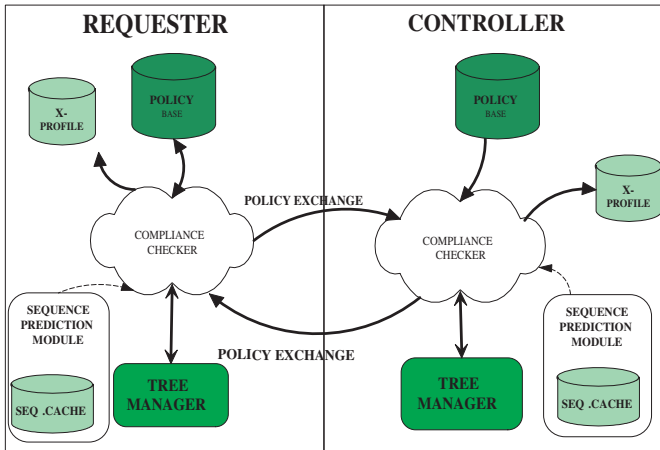 REQUESTER
CONTROLLER
X-
PROFILE
POLICY
BASE
POLICY
BASE
X-
PROFILE
POLICY EXCHANGE
COMPLIANCE
CHECKER
COMPLIANCE
CHECKER
SEQUENCE
PREDICTION
MODULE
SEQ .CACHE
POLICY EXCHANGE
TREE
MANAGER
TREE
MANAGER
SEQUENCE
PREDICTION
MODULE
SEQ .CACHE